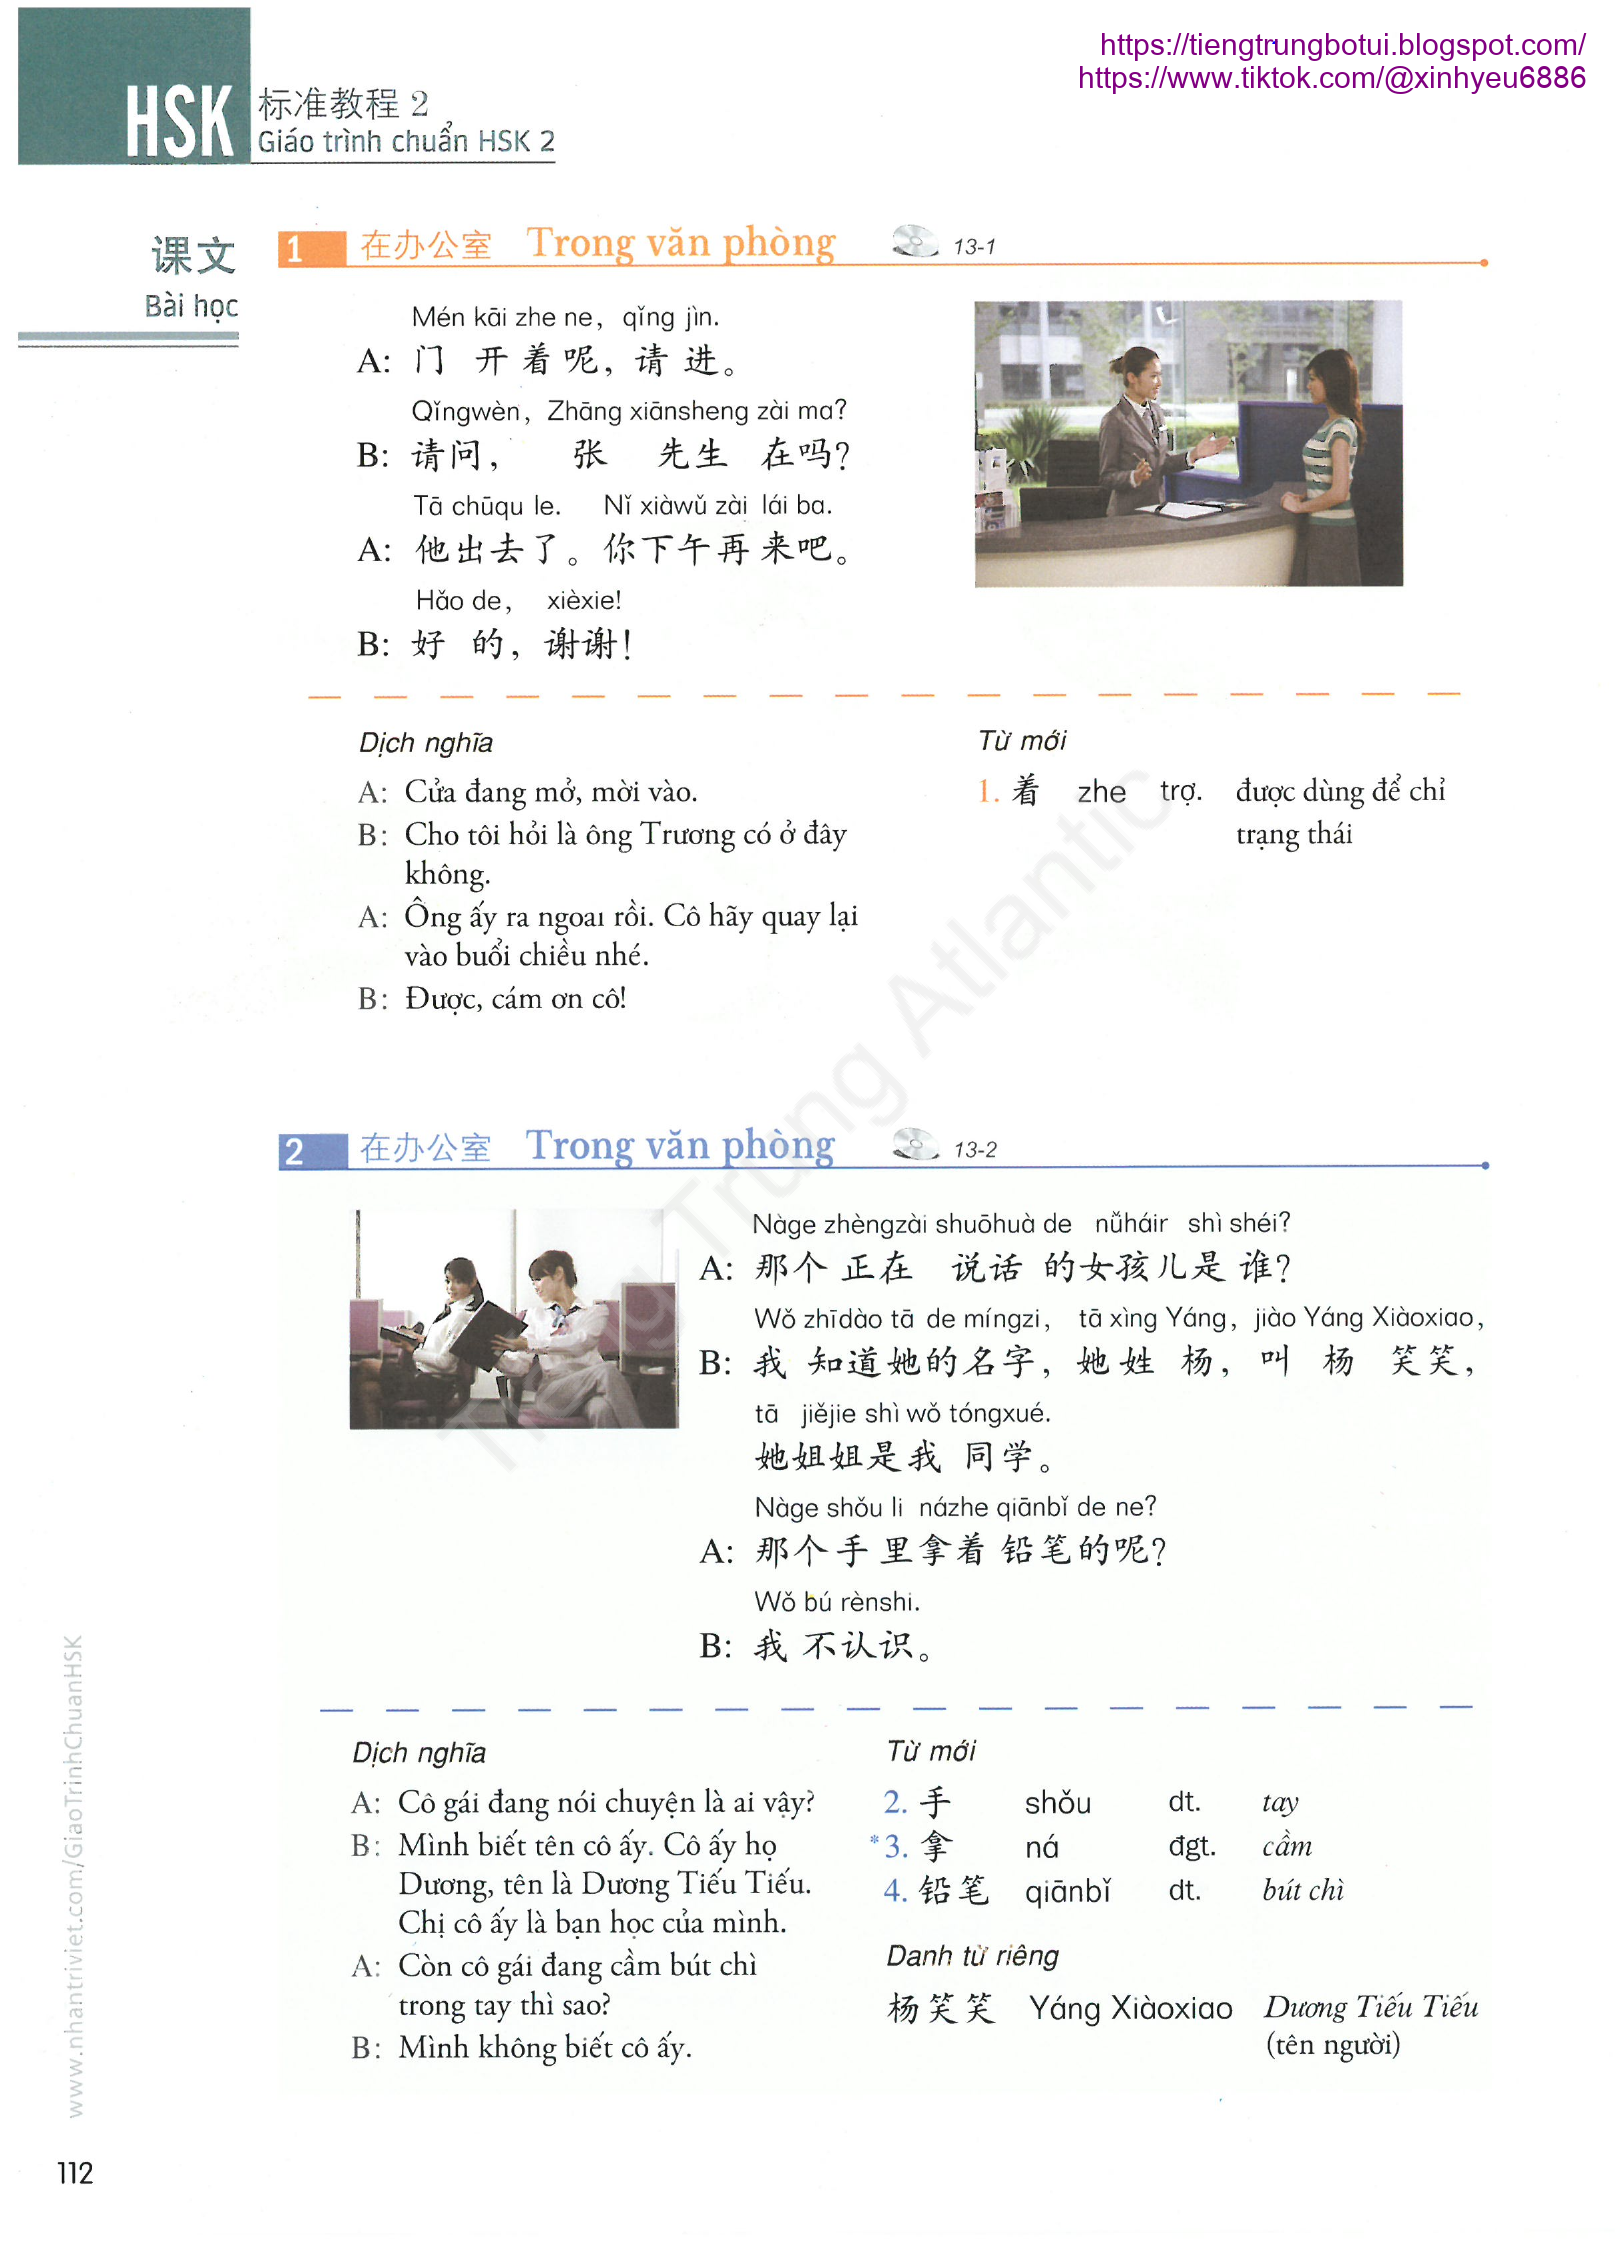 https://tiengtrungbotui.blogspot.com/
https://www.tiktok.com/@xinhyeu6886
HSK 标准教程 2
Giáo trình chuẩn HSK 2
课文
Bài học
1 在办公室 Trong văn phòng 13-1
Mén kāi zhe ne, qǐng jìn.
A: 门 开 着 呢, 请 进。
Qǐngwèn, Zhāng xiānsheng zài ma?
B: 请问, 张 先生 在吗?
Tā chūqu le. Nǐ xiàwǔ zài lái ba.
A: 他出去了。你下午再来吧。
Hǎo de, xièxie!
B: 好 的, 谢谢!
Dịch nghĩa
A: Cửa đang mở, mời vào.
B: Cho tôi hỏi là ông Trương có ở đây
không.
A: Ông ấy ra ngoaı rồi. Cô hãy quay lại
vào buổi chiều nhé.
B: Được, cám ơn cô!
Từ mới
1. 着 zhe trợ. được dùng để chỉ
trạng thái
2 在办公室 Trong văn phòng 13-2
Nàge zhèngzài shuōhuà de nǚháir shì shéi?
A: 那个 正在 说话 的女孩儿是 谁?
Wǒ zhīdào tā de míngzi, tā xìng Yáng, jiào Yáng Xiàoxiao,
B: 我 知道她的名字, 她姓 杨, 叫 杨 笑笑,
tā jiějie shì wǒ tóngxué.
她姐姐是我 同学。
Nàge shǒu li názhe qiānbǐ de ne?
A: 那个手 里拿着 铅笔的呢?
Wǒ bú rènshi.
B: 我 不认识。
Dịch nghĩa
A: Cô gái đang nói chuyện là ai vậy?
B: Mình biết tên cô ấy. Cô ấy họ
Dương, tên là Dương Tiếu Tiếu.
Chị cô ấy là bạn học của mình.
A: Còn cô gái đang cầm bút chì
trong tay thì sao?
B: Mình không biết cô ấy.
Từ mới
2. 手 shǒu dt. tay
*3. 拿 ná đgt. cầm
4. 铅笔 qiānbǐ dt. bút chì
Danh từ riêng
杨笑笑 Yáng Xiàoxiao Dương Tiếu Tiếu
(tên người)
Trung Trung Atlantic
www.nhantriviet.com/GiaoTrinhChuanHSK
112